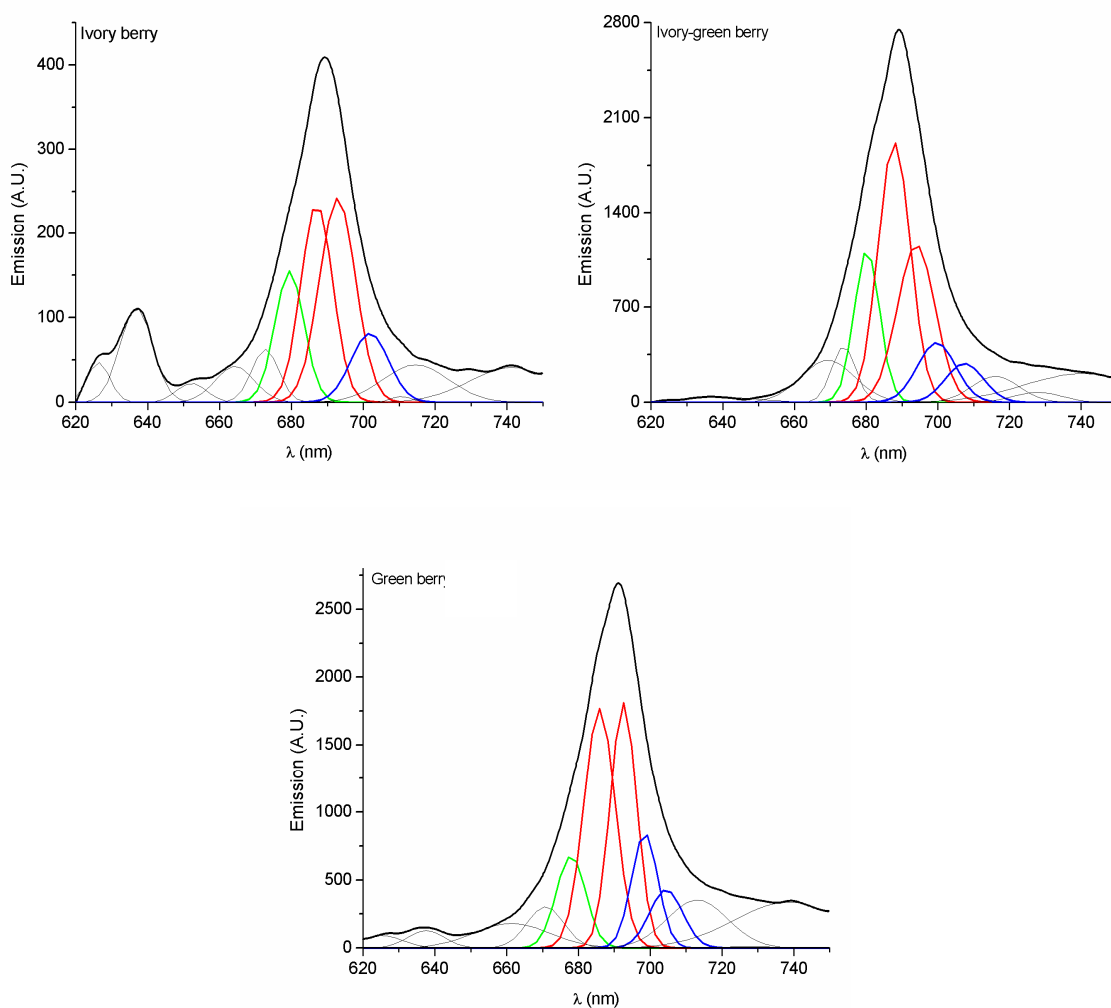 Ivory berry
400
300
200
100
0
Emission (A.U.)
620 640 660 680 700 720 740
λ (nm)
Ivory-green berry
2800
2100
1400
700
0
Emission (A.U.)
620 640 660 680 700 720 740
λ (nm)
Green berry
2500
2000
1500
1000
500
0
Emission (A.U.)
620 640 660 680 700 720 740
λ (nm)